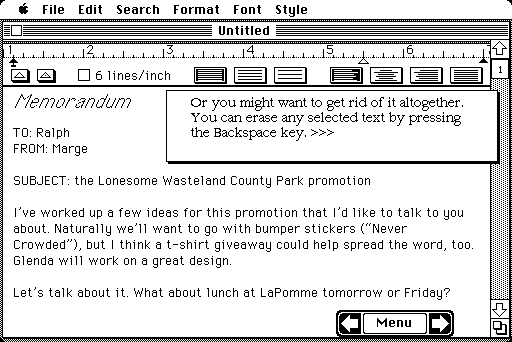 File Edit Search Format Font Style
Untitled
1 2 3 4 5 6 7
6 lines/inch
1
Memorandum
Or you might want to get rid of it altogether.
You can erase any selected text by pressing
the Backspace key. >>>
TO: Ralph
FROM: Marge
SUBJECT: the Lonesome Wasteland County Park promotion
I've worked up a few ideas for this promotion that I'd like to talk to you
about. Naturally we'll want to go with bumper stickers (“Never
Crowded”), but I think a t-shirt giveaway could help spread the word, too.
Glenda will work on a great design.
Let's talk about it. What about lunch at LaPomme tomorrow or Friday?
Menu